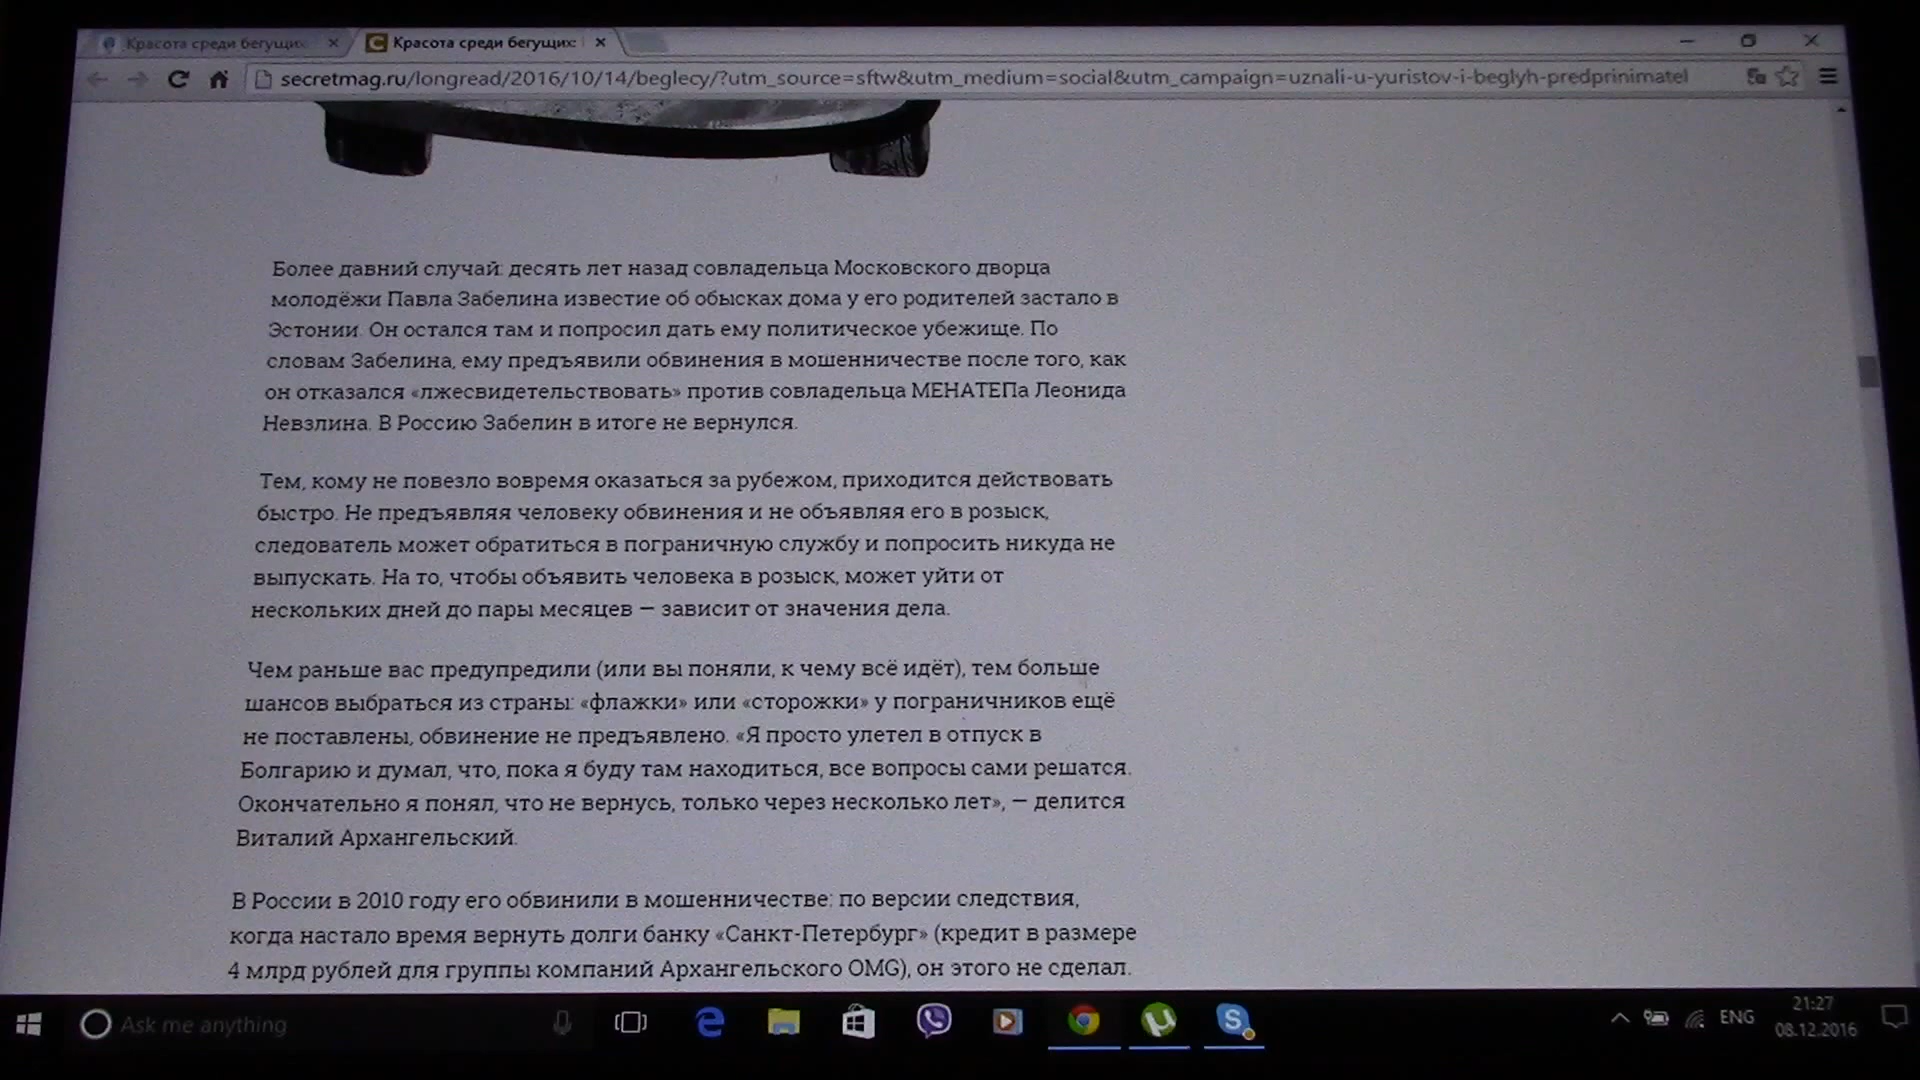 Красота среди бегущих
Красота среди бегущих:
secretmag.ru/longread/2016/10/14/beglecy/?utm_source=sftw&utm_medium=social&utm_campaign=uznali-u-yuristov-i-beglyh-predprinimatel
Более давний случай: десять лет назад совладельца Московского дворца
молодёжи Павла Забелина известие об обысках дома у его родителей застало в
Эстонии. Он остался там и попросил дать ему политическое убежище. По
словам Забелина, ему предъявили обвинения в мошенничестве после того, как
он отказался «лжесвидетельствовать» против совладельца МЕНАТЕПа Леонида
Невзлина. В Россию Забелин в итоге не вернулся.
Тем, кому не повезло вовремя оказаться за рубежом, приходится действовать
быстро. Не предъявляя человеку обвинения и не объявляя его в розыск,
следователь может обратиться в пограничную службу и попросить никуда не
выпускать. На то, чтобы объявить человека в розыск, может уйти от
нескольких дней до пары месяцев — зависит от значения дела.
Чем раньше вас предупредили (или вы поняли, к чему всё идёт), тем больше
шансов выбраться из страны: «флажки» или «сторожки» у пограничников ещё
не поставлены, обвинение не предъявлено. «Я просто улетел в отпуск в
Болгарию и думал, что, пока я буду там находиться, все вопросы сами решатся.
Окончательно я понял, что не вернусь, только через несколько лет», — делится
Виталий Архангельский.
В России в 2010 году его обвинили в мошенничестве: по версии следствия,
когда настало время вернуть долги банку «Санкт-Петербург» (кредит в размере
4 млрд рублей для группы компаний Архангельского OMG), он этого не сделал.
Ask me anything
ENG
21:27
08.12.2016